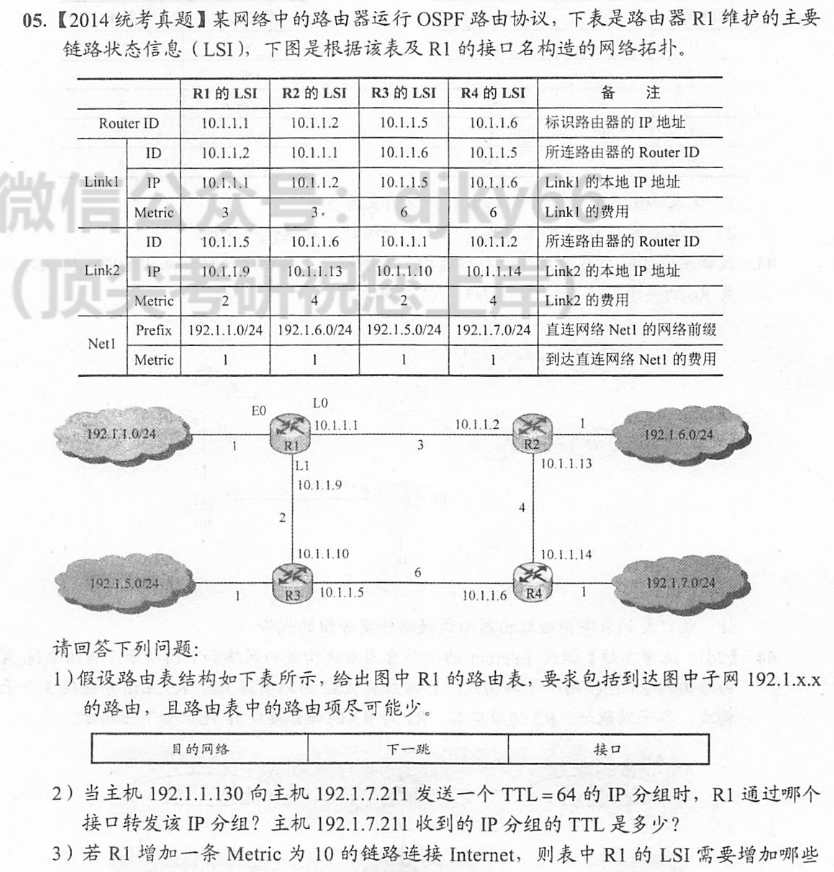 05.【2014 统考真题】某网络中的路由器运行 OSPF 路由协议，下表是路由器 R1 维护的主要
链路状态信息（LSI），下图是根据该表及 R1 的接口名构造的网络拓扑。
R1 的 LSI R2 的 LSI R3 的 LSI R4 的 LSI 备 注
Router ID 10.1.1.1 10.1.1.2 10.1.1.5 10.1.1.6 标识路由器的 IP 地址
Link1 ID 10.1.1.2 10.1.1.1 10.1.1.6 10.1.1.5 所连路由器的 Router ID
IP 10.1.1.1 10.1.1.2 10.1.1.5 10.1.1.6 Link1 的本地 IP 地址
Metric 3 3 6 6 Link1 的费用
Link2 ID 10.1.1.5 10.1.1.6 10.1.1.1 10.1.1.2 所连路由器的 Router ID
IP 10.1.1.9 10.1.1.13 10.1.1.10 10.1.1.14 Link2 的本地 IP 地址
Metric 2 4 2 4 Link2 的费用
Net1 Prefix 192.1.1.0/24 192.1.6.0/24 192.1.5.0/24 192.1.7.0/24 直连网络 Net1 的网络前缀
Metric 1 1 1 1 到达直连网络 Net1 的费用
微信公众号：djky66
（顶尖考研祝您上岸）
E0 L0
192.1.1.0/24 1 R1 10.1.1.1 3 10.1.1.2 R2 1 192.1.6.0/24
L1 10.1.1.13
10.1.1.9
2 4
10.1.1.10 10.1.1.14
192.1.5.0/24 1 R3 10.1.1.5 6 10.1.1.6 R4 1 192.1.7.0/24
请回答下列问题：
1）假设路由表结构如下表所示，给出图中 R1 的路由表，要求包括到达图中子网 192.1.x.x
的路由，且路由表中的路由项尽可能少。
目的网络 下一跳 接口
2）当主机 192.1.1.130 向主机 192.1.7.211 发送一个 TTL=64 的 IP 分组时，R1 通过哪个
接口转发该 IP 分组？主机 192.1.7.211 收到的 IP 分组的 TTL 是多少？
3）若 R1 增加一条 Metric 为 10 的链路连接 Internet，则表中 R1 的 LSI 需要增加哪些